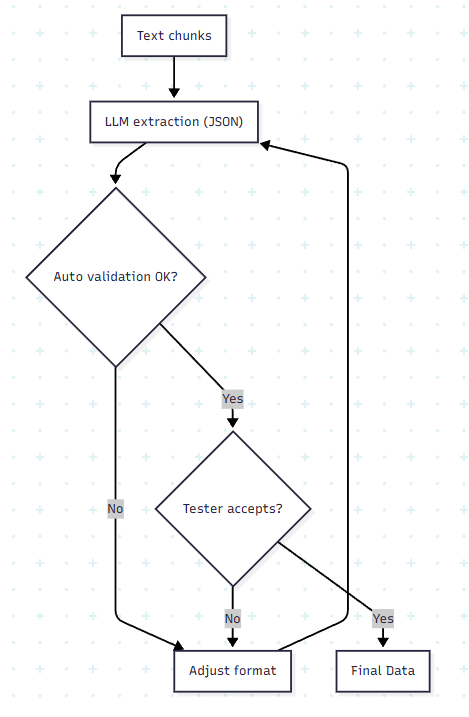 Text chunks
LLM extraction (JSON)
Auto validation OK?
Yes
Tester accepts?
No
No
Yes
Adjust format
Final Data